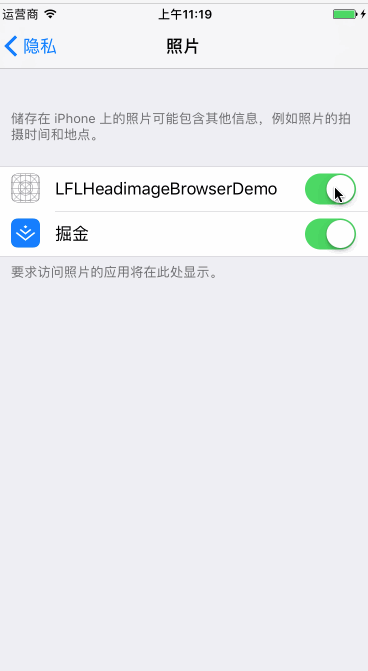 运营商 上午11:19
隐私 照片
储存在 iPhone 上的照片可能包含其他信息，例如照片的拍
摄时间和地点。
LFLHeadimageBrowserDemo
掘金
要求访问照片的应用将在此处显示。